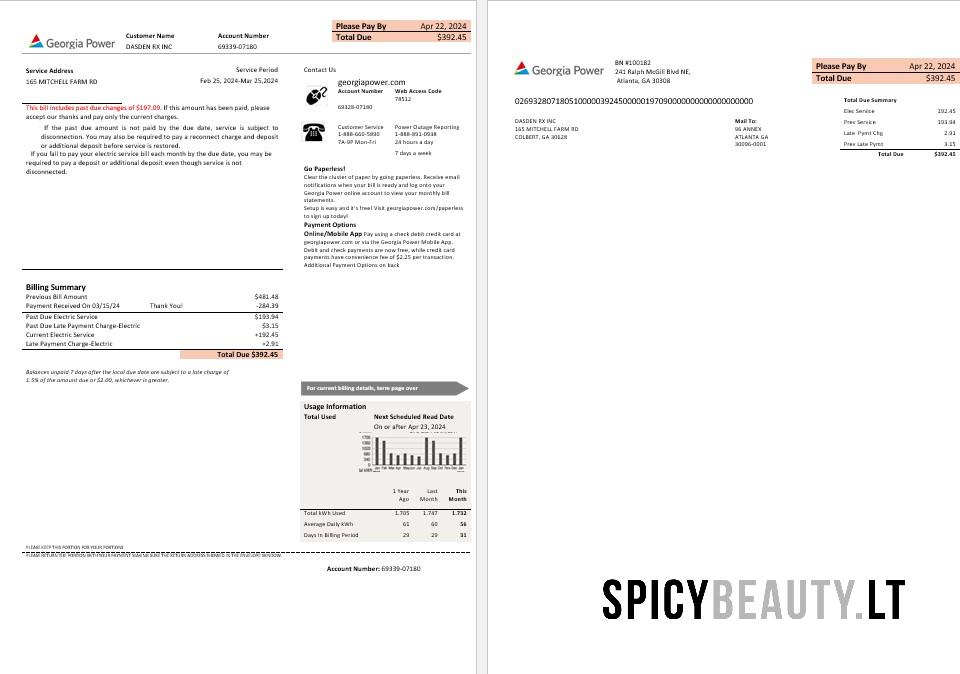 Please Pay By Apr 22, 2024
Total Due $392.45
Georgia Power
Customer Name Account Number
DASDEN RX INC 69339-07180
Service Address Service Period
165 MITCHELL FARM RD Feb 25, 2024-Mar 25,2024
This bill includes past due changes of $197.09. If this amount has been paid, please
accept our thanks and pay only the current charges.
If the past due amount is not paid by the due date, service is subject to
disconnection. You may also be required to pay a reconnect charge and deposit
or additional deposit before service is restored.
If you fall to pay your electric service bill each month by the due date, you may be
required to pay a deposit or additional deposit even though service is not
disconnected.
Billing Summary
Previous Bill Amount $481.48
Payment Received On 03/15/24 Thank You! -284.39
Past Due Electric Service $193.94
Past Due Late Payment Charge-Electric $3.15
Current Electric Service +192.45
Late Payment Charge-Electric +2.91
Total Due $392.45
Balances unpaid 7 days after the local due date are subject to a late charge of
1.5% of the amount due or $2.00, whichever is greater.
Contact Us
georgiapower.com
Account Number Web Access Code
78512
69328-07180
Customer Service Power Outage Reporting
1-888-660-5890 1-888-891-0938
7A-9P Mon-Fri 24 hours a day
7 days a week
Go Paperless!
Clear the cluster of paper by going paperless. Receive email
notifications when your bill is ready and log onto your
Georgia Power online account to view your monthly bill
statements.
Setup is easy and it's free! Visit georgiapower.com/paperless
to sign up today!
Payment Options
Online/Mobile App Pay using a check debit credit card at
georgiapower.com or via the Georgia Power Mobile App.
Debit and check payments are now free, while credit card
payments have convenience fee of $2.25 per transaction.
Additional Payment Options on back
For current billing details, term page over
Usage Information
Total Used Next Scheduled Read Date
On or after Apr 23, 2024
1 Year Last This
Ago Month Month
Total kWh Used 1.705 1.747 1.732
Average Daily kWh 61 60 56
Days In Billing Period 29 29 31
PLEASE KEEP THIS PORTION FOR YOUR PORTIONS
Account Number: 69339-07180
Georgia Power
BN #100182
241 Ralph McGill Blvd NE,
Atlanta, GA 30308
Please Pay By Apr 22, 2024
Total Due $392.45
Total Due Summary
Elec Service 192.45
Prev Service 193.94
Late Pymt Chg 2.91
Prev Late Pymt 3.15
Total Due $392.45
DASDEN RX INC
165 MITCHELL FARM RD
COLBERT, GA 30628
Mail To:
96 ANNEX
ATLANTA GA
30096-0001
SPICYBEAUTY.LT